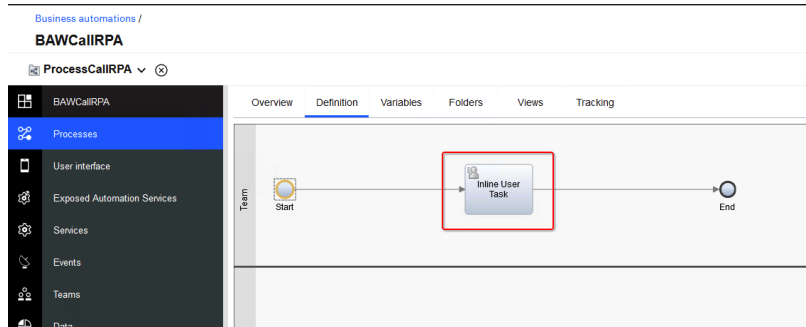 Business automations /
BAWCallRPA
ProcessCallRPA
BAWCallRPA
Overview Definition Variables Folders Views Tracking
Processes
User interface
Exposed Automation Services
Services
Events
Teams
Data
Team
Start
Inline User
Task
End